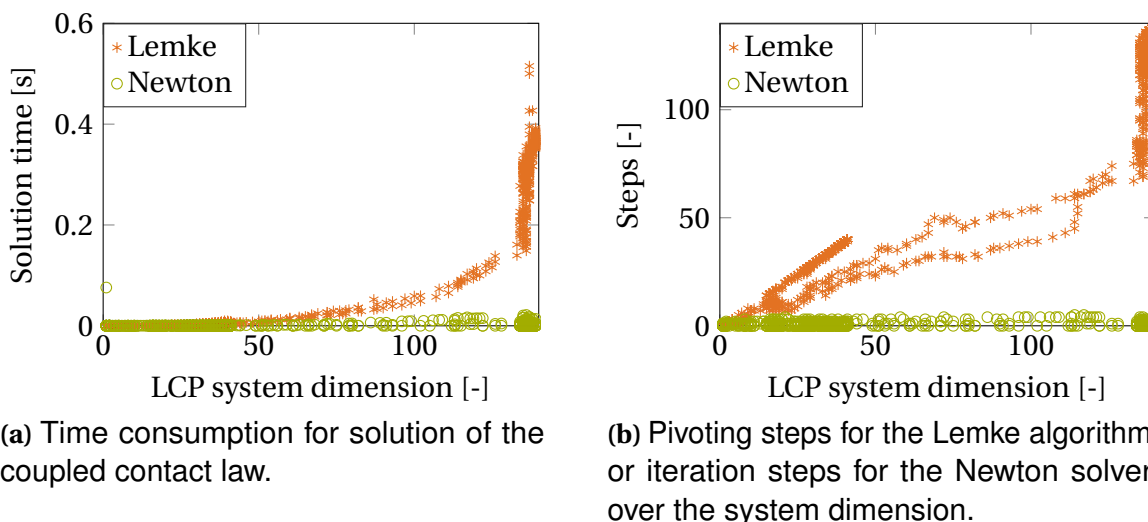 0.6
0.4
0.2
0
0
50
100
Solution time [s]
LCP system dimension [-]
Lemke
Newton
(a) Time consumption for solution of the
coupled contact law.
100
50
0
0
50
100
Steps [-]
LCP system dimension [-]
Lemke
Newton
(b) Pivoting steps for the Lemke algorithm
or iteration steps for the Newton solver
over the system dimension.